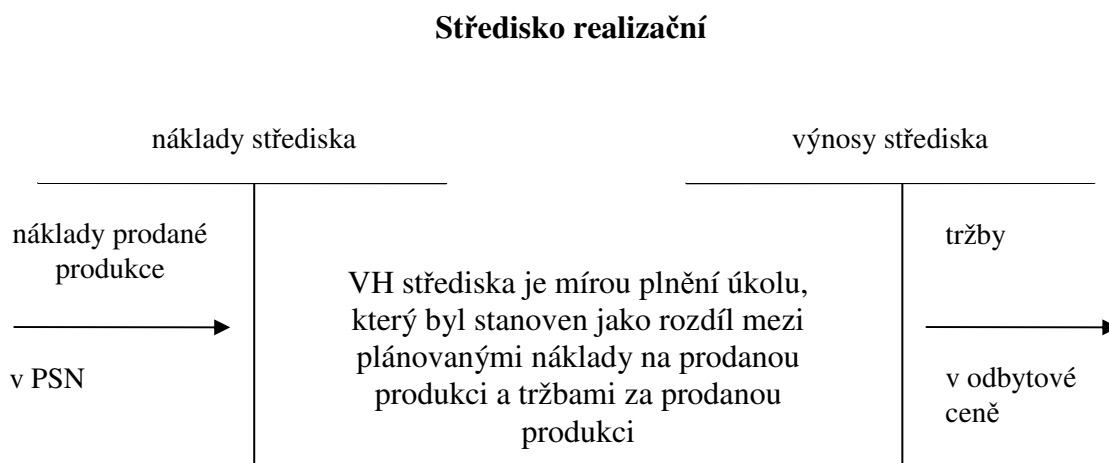 Středisko realizační
náklady střediska
výnosy střediska
náklady prodané
produkce
v PSN
VH střediska je mírou plnění úkolu,
který byl stanoven jako rozdíl mezi
plánovanými náklady na prodanou
produkci a tržbami za prodanou
produkci
tržby
v odbytové
ceně